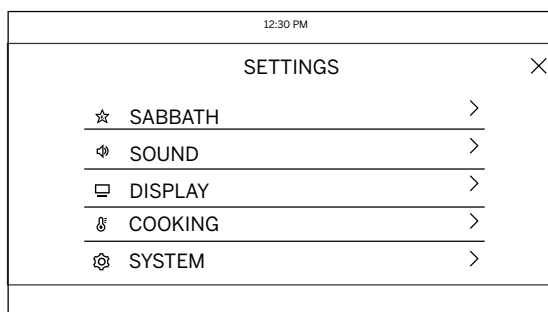 12:30 PM
SETTINGS
SABBATH
SOUND
DISPLAY
COOKING
SYSTEM